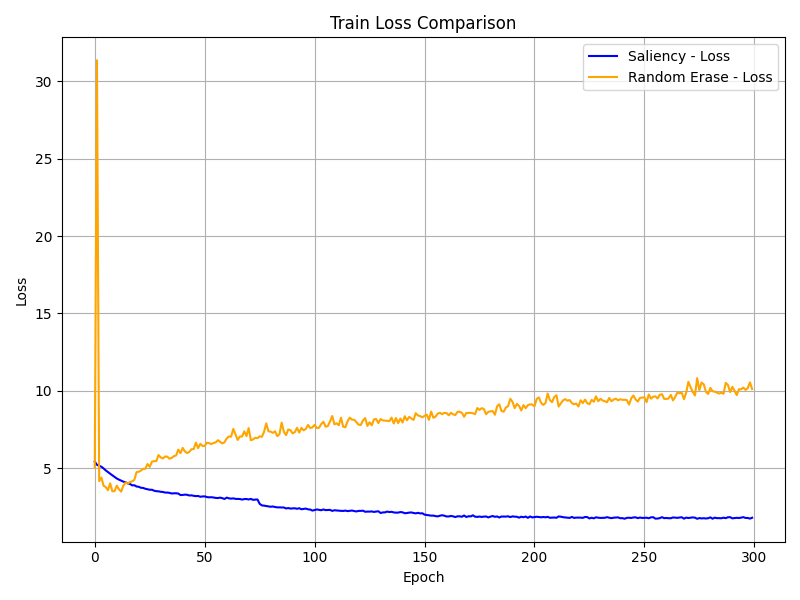 Train Loss Comparison
Saliency - Loss
Random Erase - Loss
30
25
20
15
10
5
Loss
0
50
100
150
200
250
300
Epoch